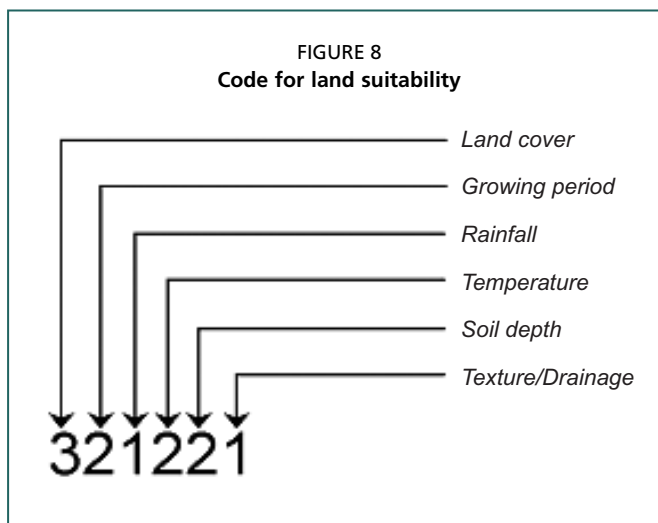 FIGURE 8
Code for land suitability
Land cover
Growing period
Rainfall
Temperature
Soil depth
Texture/Drainage
321221